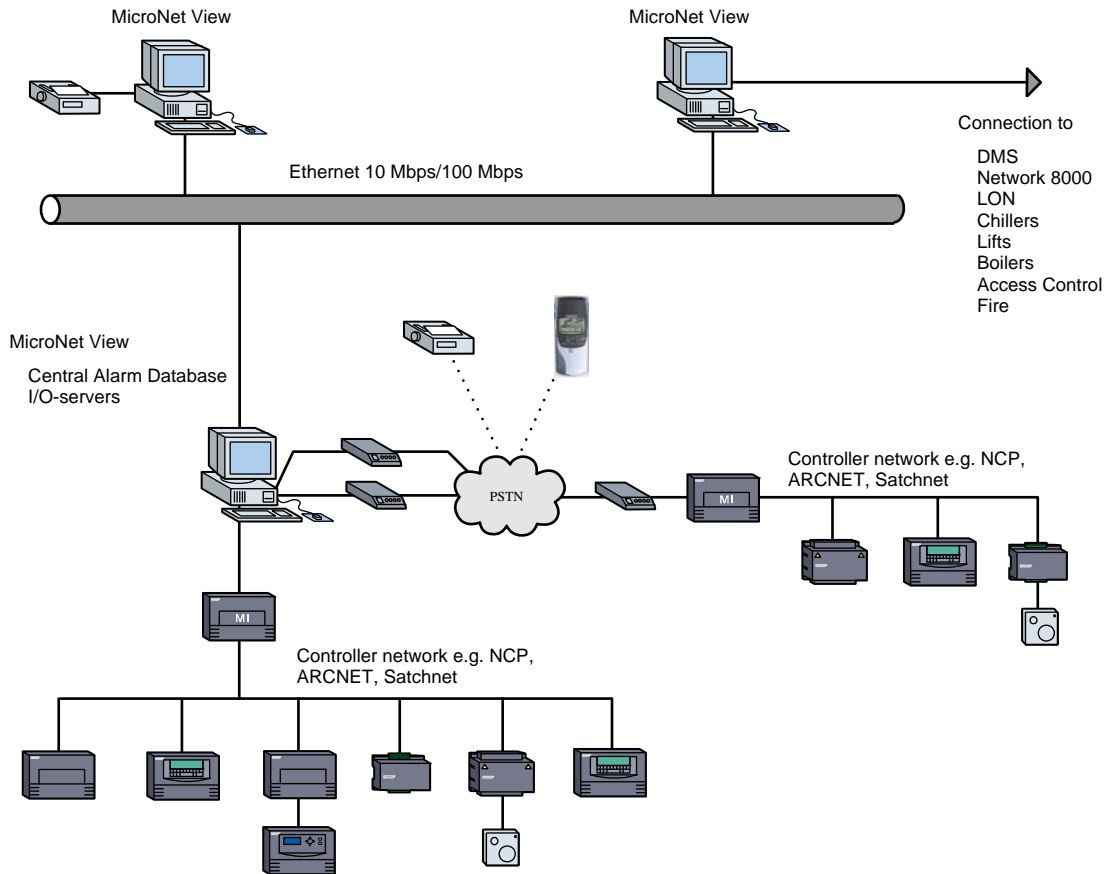 MicroNet View
MicroNet View
Connection to
DMS
Network 8000
LON
Chillers
Lifts
Boilers
Access Control
Fire
Ethernet 10 Mbps/100 Mbps
MicroNet View
Central Alarm Database
I/O-servers
PSTN
Controller network e.g. NCP,
ARCNET, Satchnet
MI
MI
Controller network e.g. NCP,
ARCNET, Satchnet